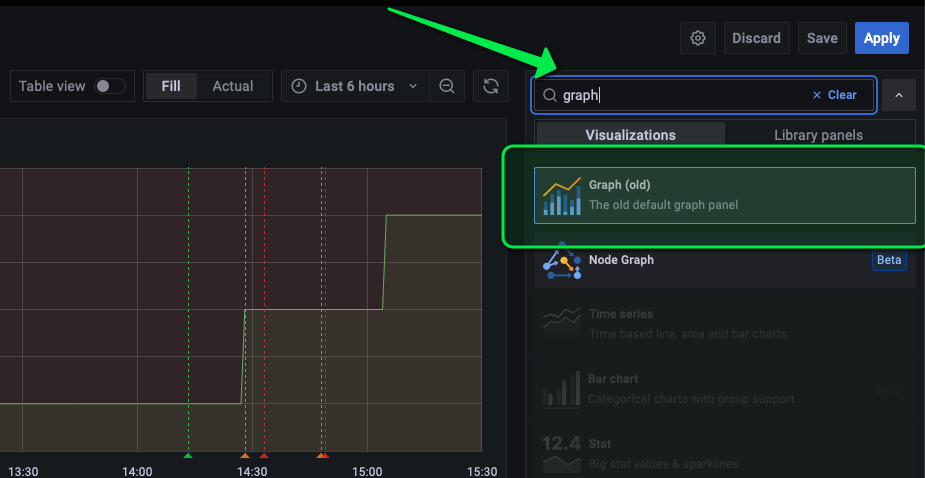 Discard
Save
Apply
Table view
Fill
Actual
Last 6 hours
graph
Clear
Visualizations
Library panels
Graph (old)
The old default graph panel
Node Graph
Beta
Time series
Time based line, area and bar charts
Bar chart
Categorical charts with group support
Beta
12.4
Stat
Big stat values & sparklines
13:30
14:00
14:30
15:00
15:30